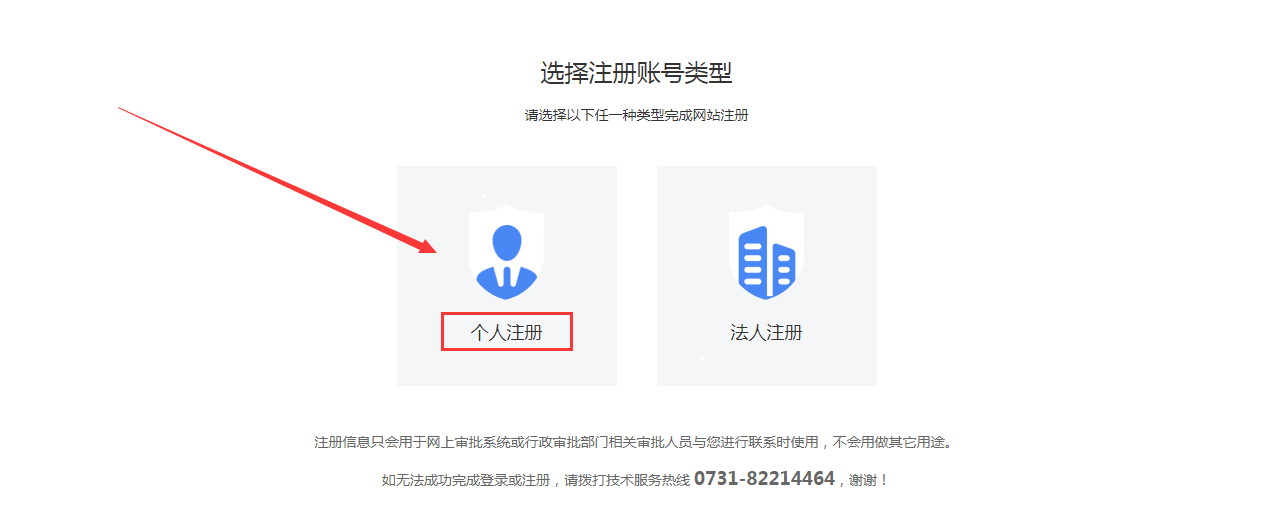 选择注册账号类型
请选择以下任一种类型完成网站注册
个人注册
法人注册
注册信息只会用于网上审批系统或行政审批部门相关审批人员与您进行联系时使用，不会用做其它用途。
如无法成功完成登录或注册，请拨打技术服务热线 0731-82214464，谢谢！